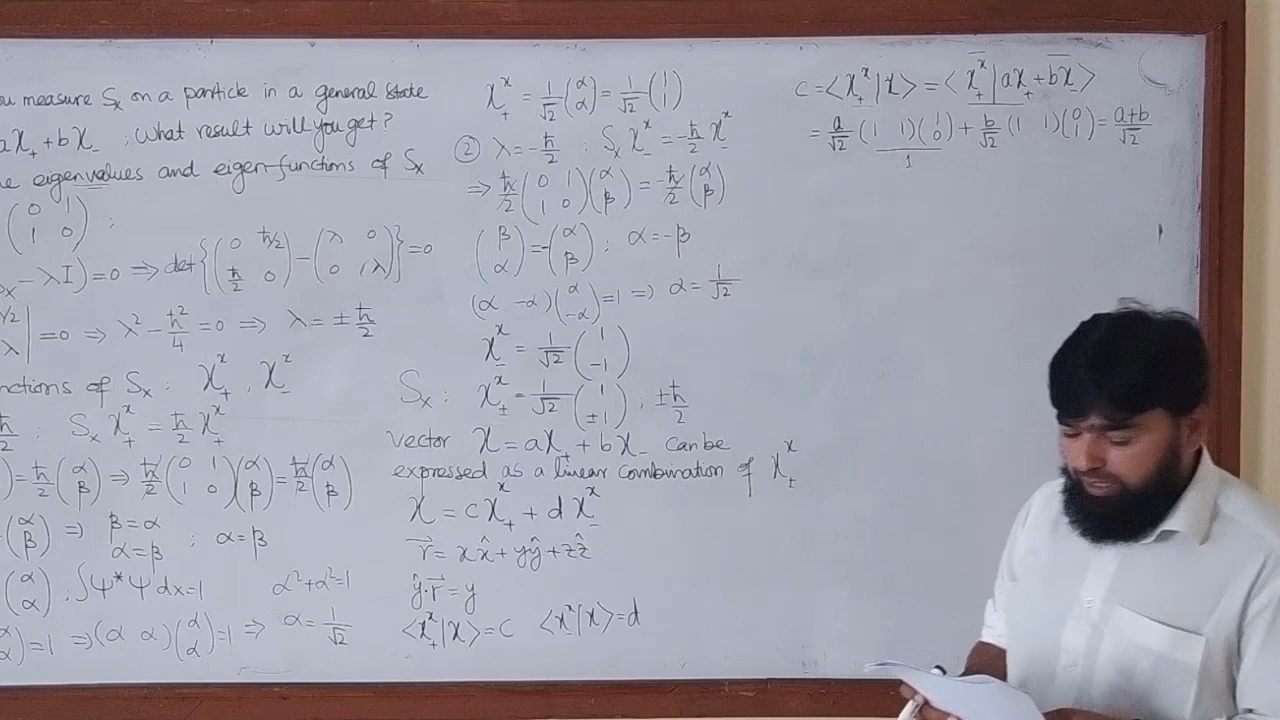 ou measure Sx on a particle in a general state
aχ₊ + bχ₋ ; What result will you get?
e eigenvalues and eigen-functions of Sx
(0 1; 1 0) ;
− λI) = 0 ⇒ det{(0 ħ/2; ħ/2 0) − (λ 0; 0 λ)} = 0
| = 0 ⇒ λ² − ħ²/4 = 0 ⇒ λ = ± ħ/2
nctions of Sx : χ₊ˣ , χ₋ˣ
ħ/2 ; Sx χ₊ˣ = ħ/2 χ₊ˣ
) = ħ/2 (α; β) ⇒ ħ/2 (0 1; 1 0)(α; β) = ħ/2 (α; β)
(α; β) ⇒ β = α
α = β ; α = β
(α; α) ; ∫Ψ*Ψdx = 1 α² + α² = 1
) = 1 ⇒ (α α)(α; α) = 1 ⇒ α = 1/√2
χ₊ˣ = 1/√2 (α; α) = 1/√2 (1; 1)
② λ = −ħ/2 : Sx χ₋ˣ = −ħ/2 χ₋ˣ
⇒ ħ/2 (0 1; 1 0)(α; β) = −ħ/2 (α; β)
(β; α) = −(α; β) ; α = −β
(α −α)(α; −α) = 1 ⇒ α = 1/√2
χ₋ˣ = 1/√2 (1; −1)
Sx : χ±ˣ = 1/√2 (1; ±1) ; ± ħ/2
vector χ = aχ₊ + bχ₋ can be
expressed as a linear combination of χ±ˣ
χ = cχ₊ˣ + dχ₋ˣ
r⃗ = xx̂ + yŷ + zẑ
ŷ·r⃗ = y
⟨χ₊ˣ|χ⟩ = c ⟨χ₋ˣ|χ⟩ = d
c = ⟨χ₊ˣ|χ⟩ = ⟨χ₊ˣ|aχ₊ + bχ₋⟩
= a/√2 (1 1)(1; 0) + b/√2 (1 1)(0; 1) = a+b/√2
1